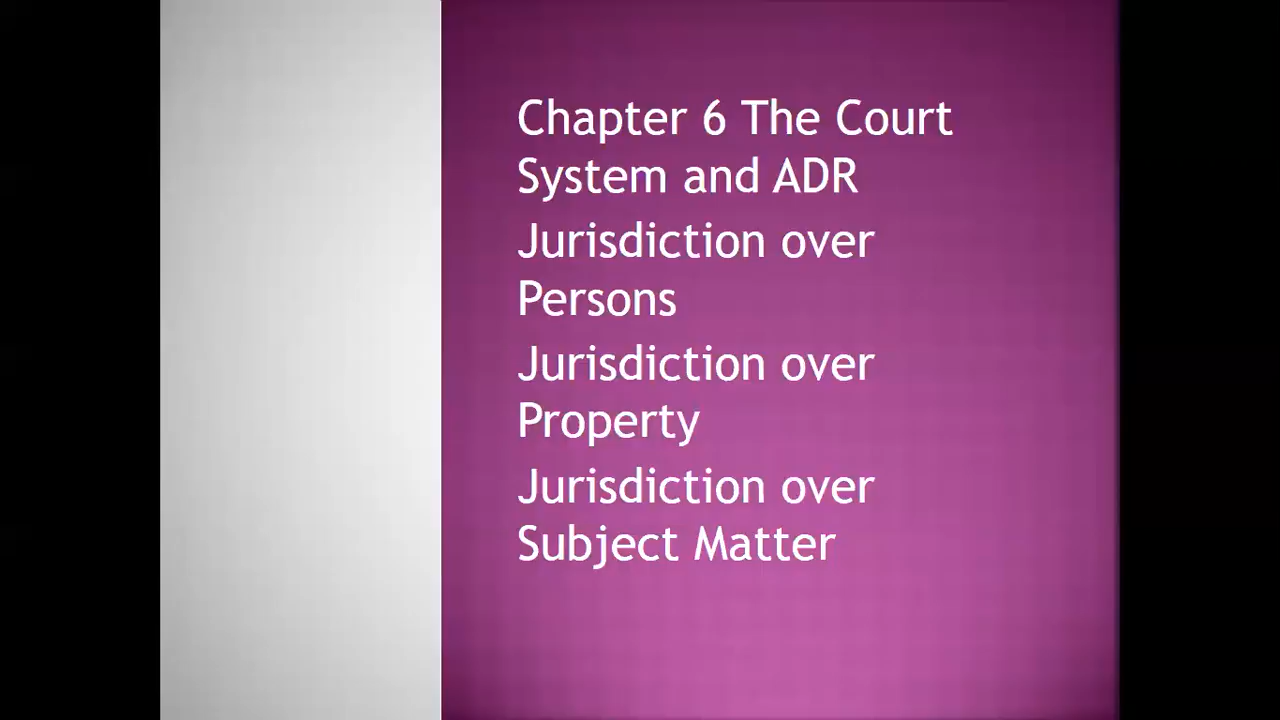 Chapter 6 The Court
System and ADR
Jurisdiction over
Persons
Jurisdiction over
Property
Jurisdiction over
Subject Matter